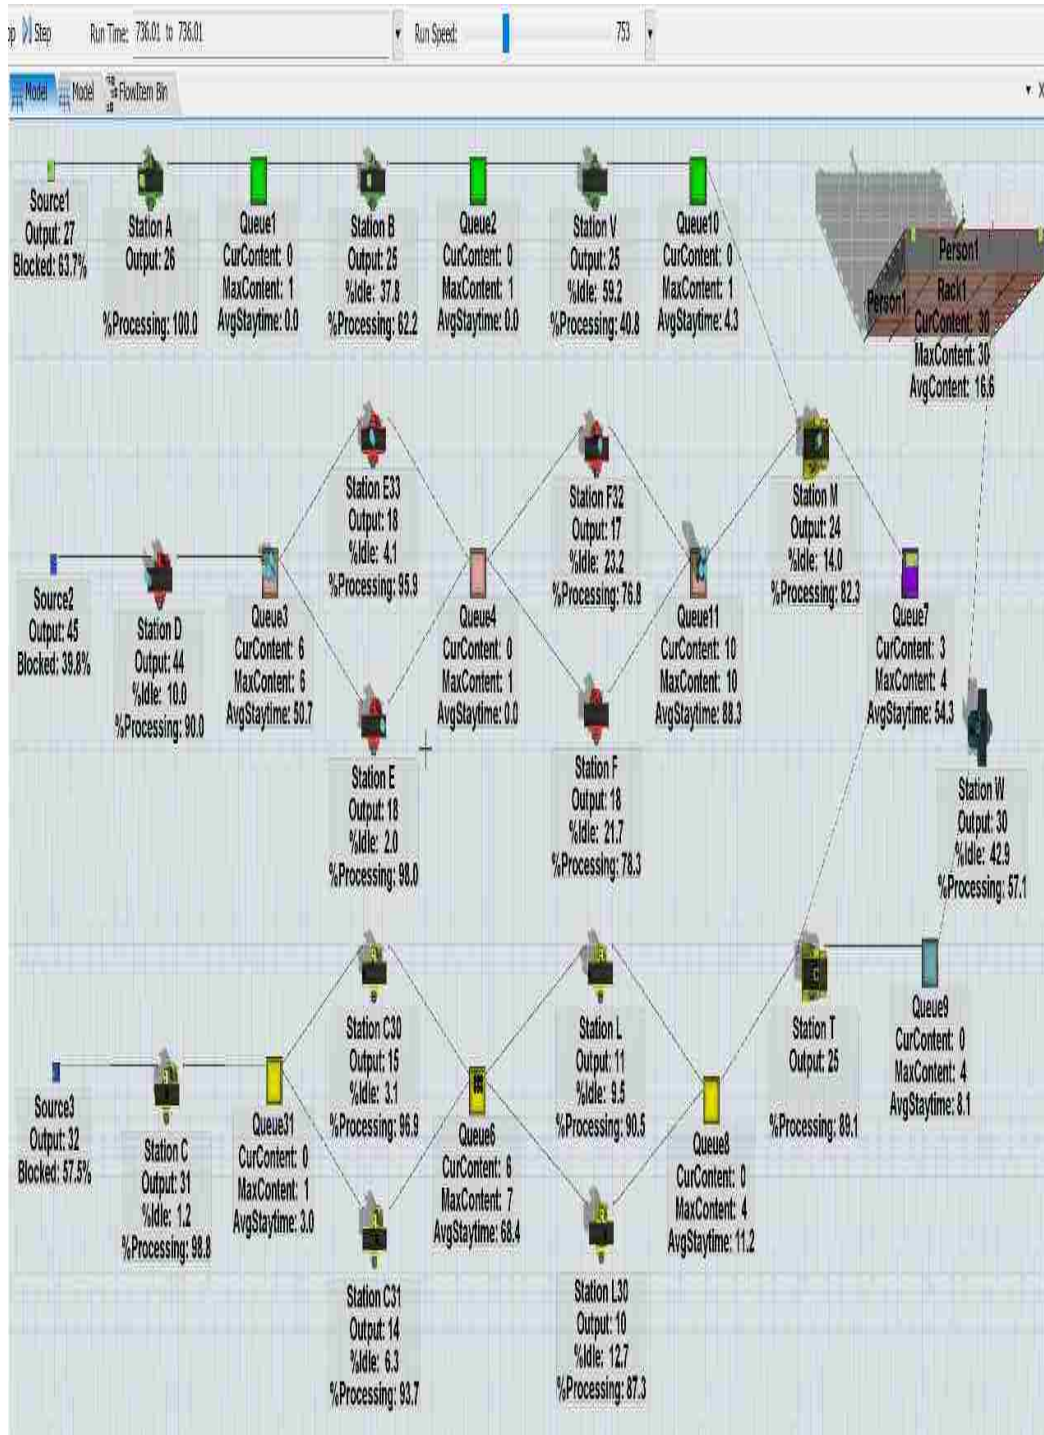 op Step Run Time: 736.01 to 736.01 Run Speed: 753
Model Model FlowItem Bin X
Source1
Output: 27
Blocked: 63.7%
Station A
Output: 26
%Processing: 100.0
Queue1
CurContent: 0
MaxContent: 1
AvgStaytime: 0.0
Station B
Output: 25
%Idle: 37.8
%Processing: 62.2
Queue2
CurContent: 0
MaxContent: 1
AvgStaytime: 0.0
Station V
Output: 25
%Idle: 59.2
%Processing: 40.8
Queue10
CurContent: 0
MaxContent: 1
AvgStaytime: 4.3
Person1
Person1
Rack1
CurContent: 30
MaxContent: 30
AvgContent: 16.6
Station E33
Output: 18
%Idle: 4.1
%Processing: 95.9
Station F32
Output: 17
%Idle: 23.2
%Processing: 76.8
Station M
Output: 24
%Idle: 14.0
%Processing: 82.3
Source2
Output: 45
Blocked: 39.8%
Station D
Output: 44
%Idle: 10.0
%Processing: 90.0
Queue3
CurContent: 6
MaxContent: 6
AvgStaytime: 50.7
Queue4
CurContent: 0
MaxContent: 1
AvgStaytime: 0.0
Queue11
CurContent: 10
MaxContent: 10
AvgStaytime: 88.3
Queue7
CurContent: 3
MaxContent: 4
AvgStaytime: 54.3
Station E
Output: 18
%Idle: 2.0
%Processing: 98.0
Station F
Output: 18
%Idle: 21.7
%Processing: 78.3
Station W
Output: 30
%Idle: 42.9
%Processing: 57.1
Station C30
Output: 15
%Idle: 3.1
%Processing: 96.9
Station L
Output: 11
%Idle: 9.5
%Processing: 90.5
Station T
Output: 25
%Processing: 89.1
Queue9
CurContent: 0
MaxContent: 4
AvgStaytime: 8.1
Source3
Output: 32
Blocked: 57.5%
Station C
Output: 31
%Idle: 1.2
%Processing: 98.8
Queue31
CurContent: 0
MaxContent: 1
AvgStaytime: 3.0
Queue6
CurContent: 6
MaxContent: 7
AvgStaytime: 68.4
Queue8
CurContent: 0
MaxContent: 4
AvgStaytime: 11.2
Station C31
Output: 14
%Idle: 6.3
%Processing: 93.7
Station L30
Output: 10
%Idle: 12.7
%Processing: 87.3